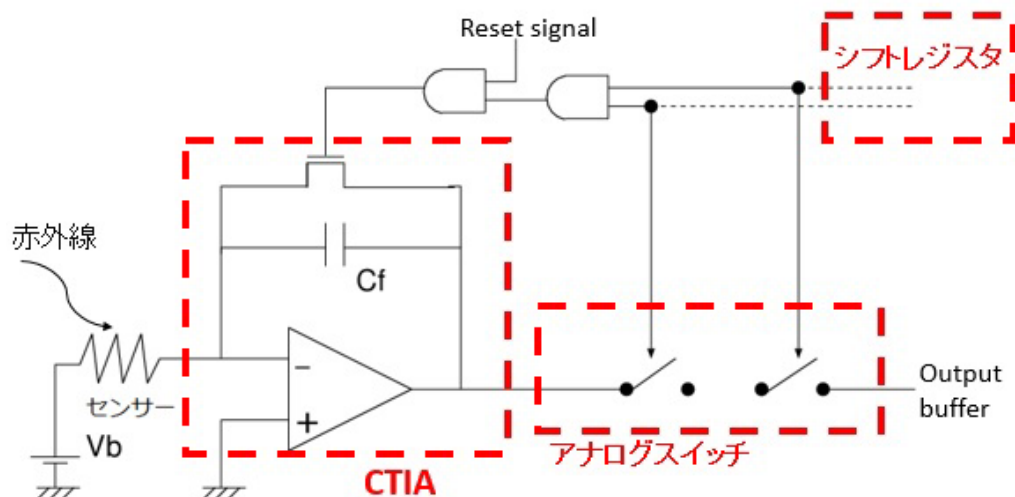 Reset signal
シフトレジスタ
赤外線
Cf
センサー
Vb
−
+
CTIA
アナログスイッチ
Output
buffer